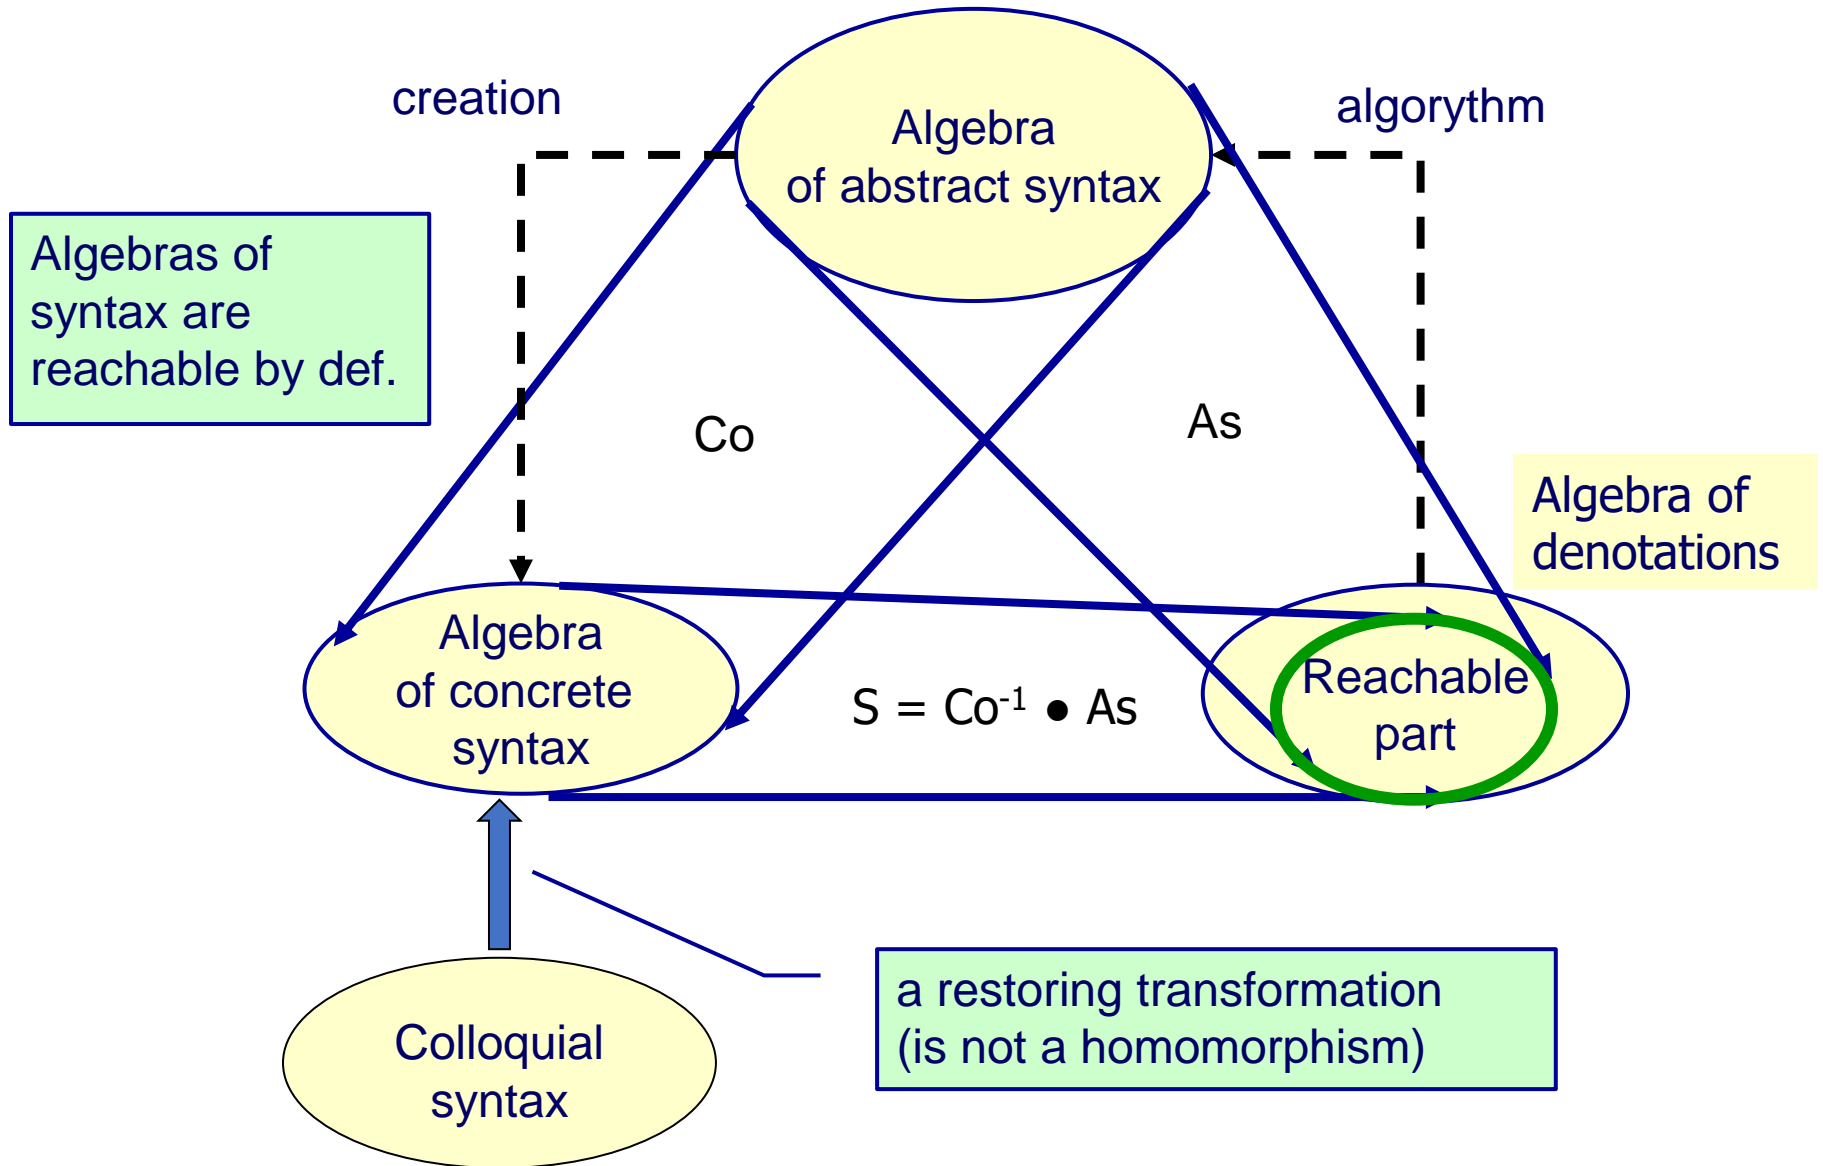 creation
algorythm
Algebra
of abstract syntax
Algebras of
syntax are
reachable by def.
Co
As
Algebra of
denotations
Algebra
of concrete
syntax
S = Co⁻¹ ● As
Reachable
part
a restoring transformation
(is not a homomorphism)
Colloquial
syntax